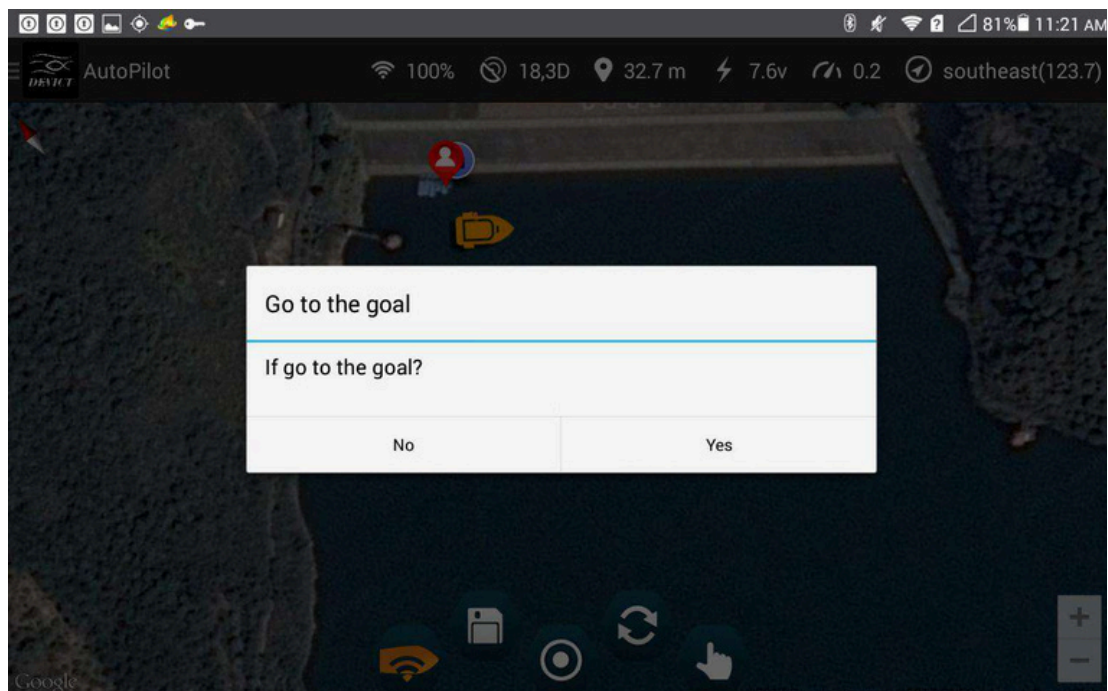 81% 11:21 AM
DEVICT AutoPilot 100% 18,3D 32.7 m 7.6v 0.2 southeast(123.7)
Go to the goal
If go to the goal?
No Yes
+
−
Google